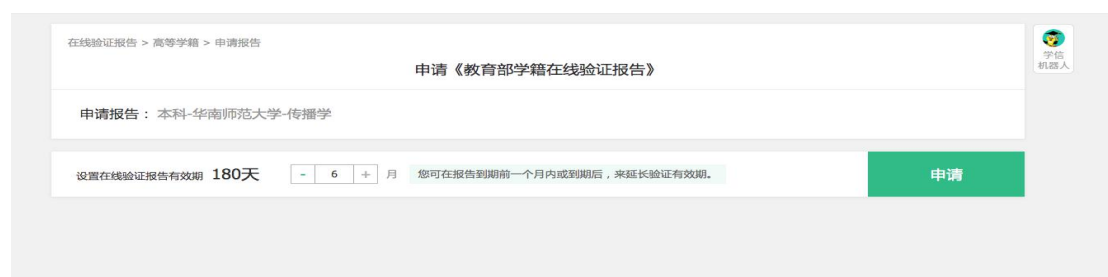 在线验证报告 > 高等学籍 > 申请报告
申请《教育部学籍在线验证报告》
学信
机器人
申请报告： 本科-华南师范大学-传播学
设置在线验证报告有效期 180天 - 6 + 月 您可在报告到期前一个月内或到期后，来延长验证有效期。 申请